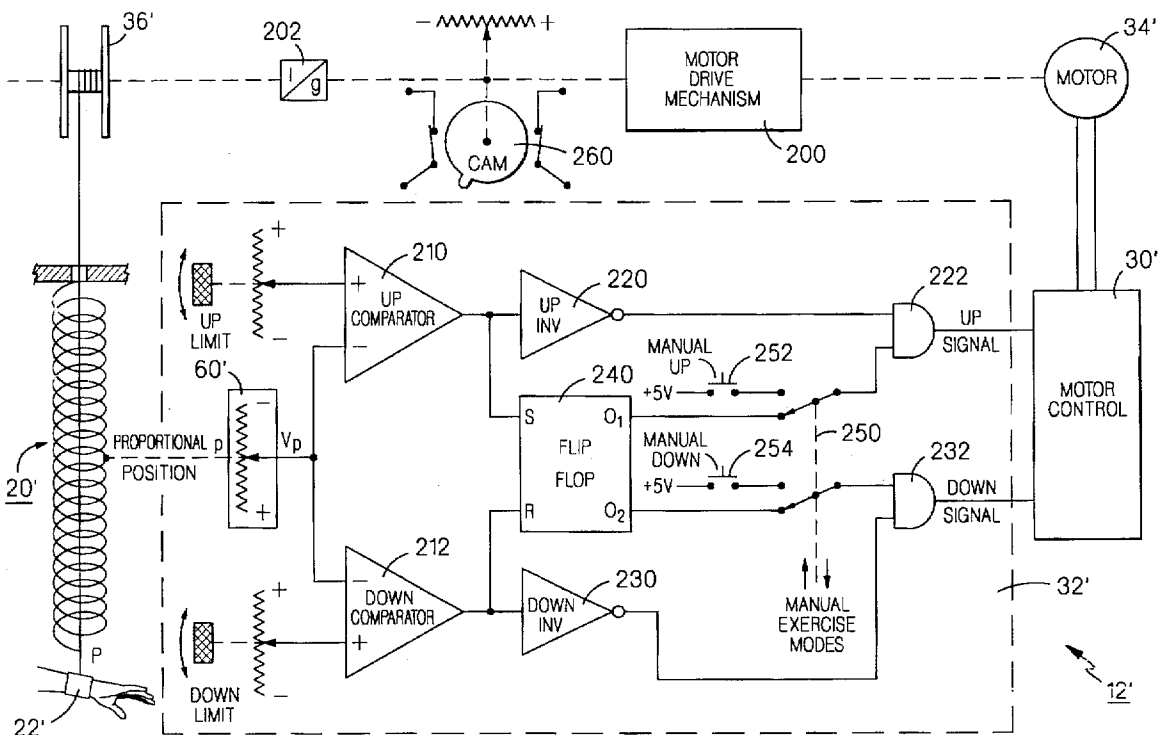 36'
202
l/g
− +
CAM
260
MOTOR
DRIVE
MECHANISM
200
34'
MOTOR
UP
LIMIT
+
−
210
+
UP
COMPARATOR
−
220
UP
INV
222
UP
SIGNAL
30'
MOTOR
CONTROL
60'
−
+
20'
PROPORTIONAL p
POSITION
Vp
240
S
O1
FLIP
FLOP
R
O2
MANUAL
UP
252
+5V
250
MANUAL
DOWN
254
+5V
232
DOWN
SIGNAL
212
−
DOWN
COMPARATOR
+
230
DOWN
INV
MANUAL
EXERCISE
MODES
32'
12'
+
−
DOWN
LIMIT
P
22'